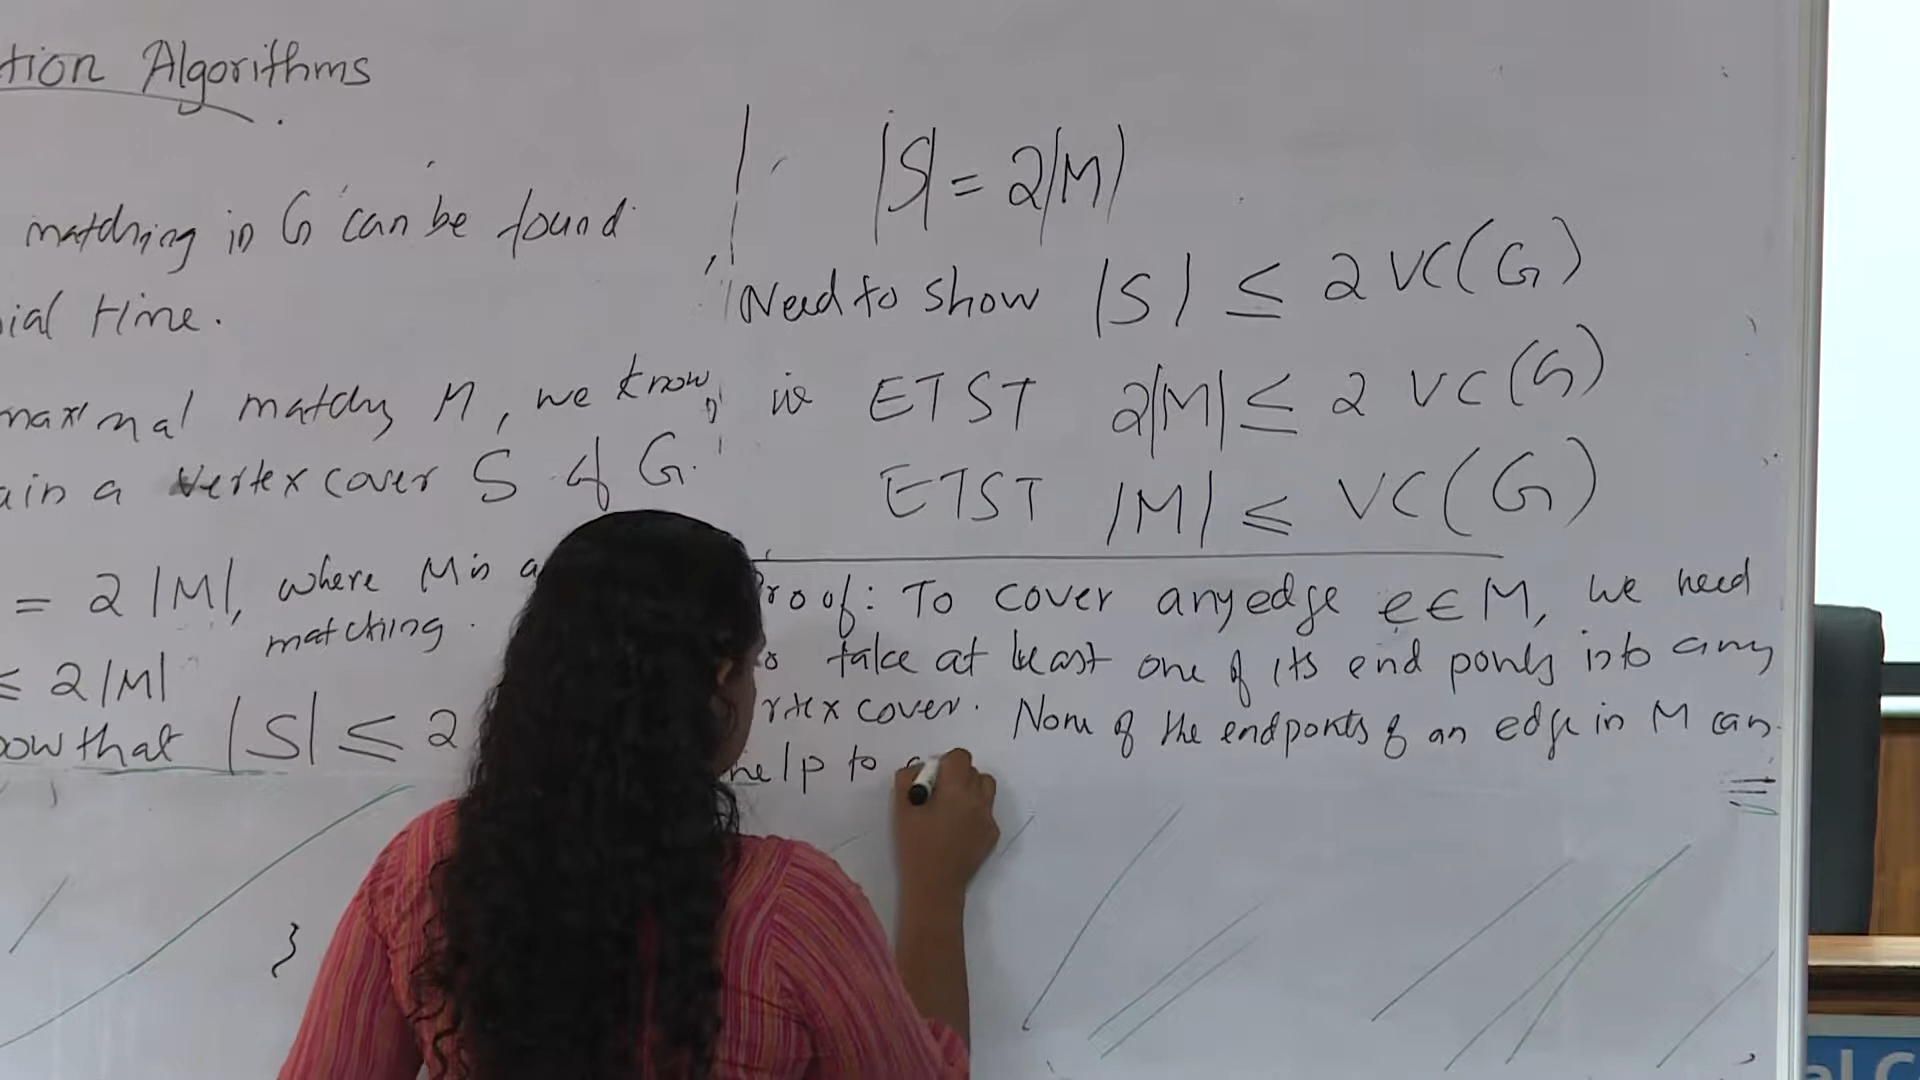 tion Algorithms
matching in G can be found
ial time.
maximal matchg M, we know
ain a vertex cover S of G.
= 2|M|, where M is a
matching.
≤ 2|M|
ow that |S| ≤ 2
|S| = 2|M|
Need to show |S| ≤ 2 VC(G)
ie ETST 2|M| ≤ 2 VC(G)
ETST |M| ≤ VC(G)
Proof: To cover any edge e∈M, we need
take at least one of its end points into any
rtex cover. None of the endpoints of an edge in M can
help to